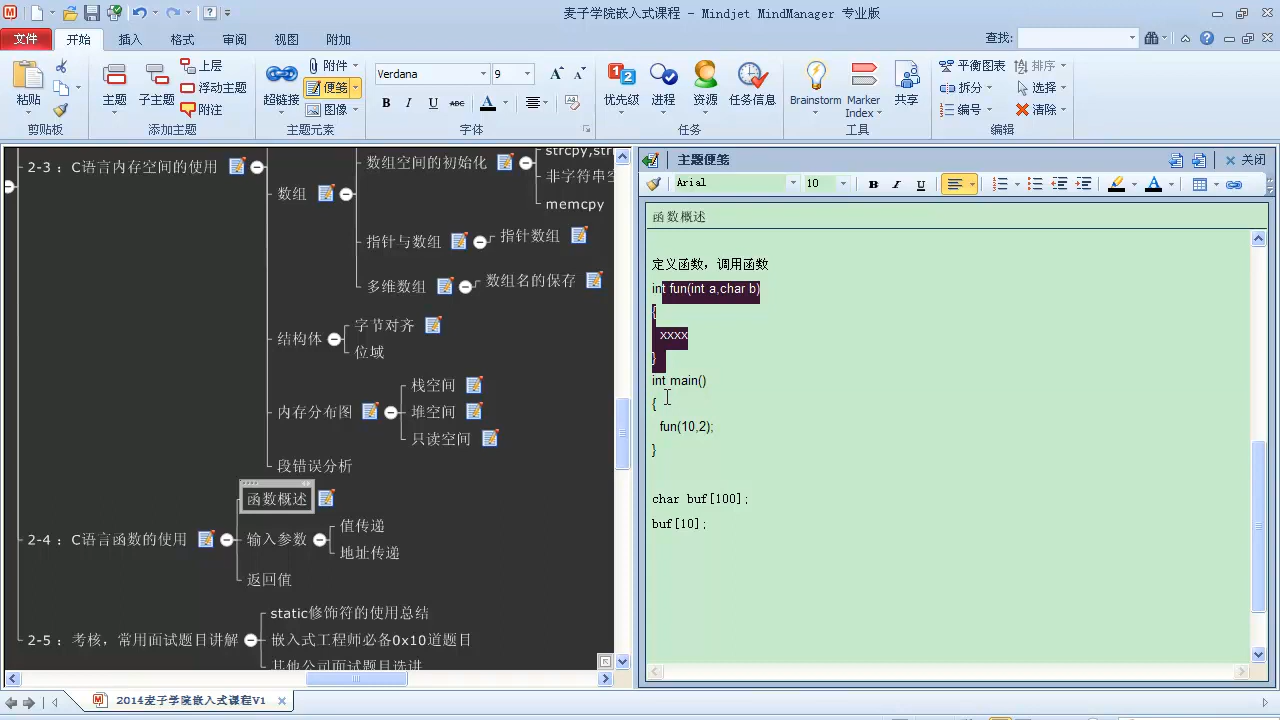 麦子学院嵌入式课程 - Mindjet MindManager 专业版
文件 开始 插入 格式 审阅 视图 附加 查找:
粘贴 主题 子主题 上层 浮动主题 附注 超链接 附件 便笺 图像 Verdana 9 优先级 进程 资源 任务信息 Brainstorm Marker Index 共享 平衡图表 拆分 编号 排序 选择 清除
剪贴板 添加主题 主题元素 字体 任务 工具 编辑
2-3 : C语言内存空间的使用
数组
数组空间的初始化
非字符串空
memcpy
指针与数组
指针数组
多维数组
数组名的保存
结构体
字节对齐
位域
内存分布图
栈空间
堆空间
只读空间
段错误分析
2-4 : C语言函数的使用
函数概述
输入参数
值传递
地址传递
返回值
2-5 : 考核，常用面试题目讲解
static修饰符的使用总结
嵌入式工程师必备0x10道题目
其他公司面试题目选讲
主题便笺 关闭
Arial 10
函数概述
定义函数，调用函数
int fun(int a,char b)
{
xxxx
}
int main()
{
fun(10,2);
}
char buf[100];
buf[10];
2014麦子学院嵌入式课程V1